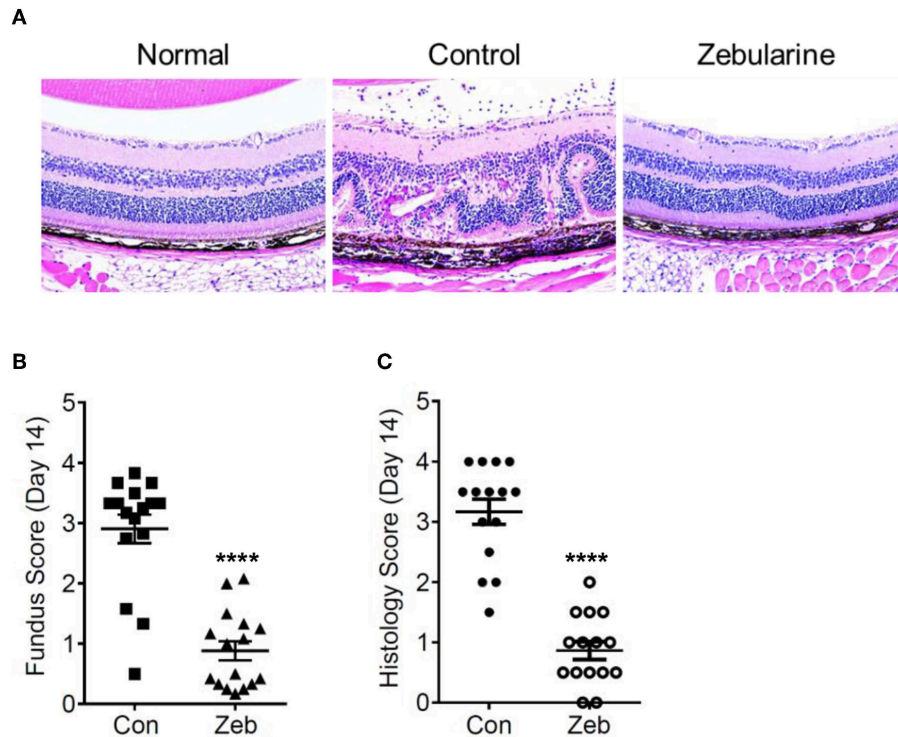 A
Normal
Control
Zebularine
B
Fundus Score (Day 14)
5
4
3
2
1
0
****
Con
Zeb
C
Histology Score (Day 14)
5
4
3
2
1
0
****
Con
Zeb